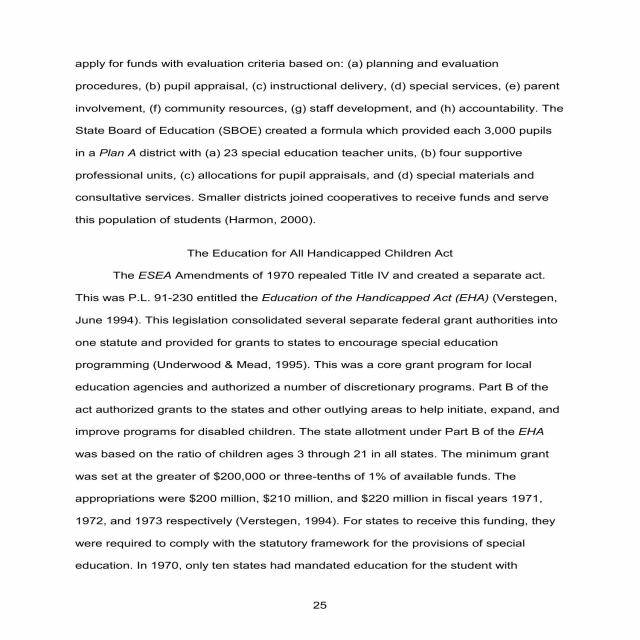 apply for funds with evaluation criteria based on: (a) planning and evaluation
procedures, (b) pupil appraisal, (c) instructional delivery, (d) special services, (e) parent
involvement, (f) community resources, (g) staff development, and (h) accountability. The
State Board of Education (SBOE) created a formula which provided each 3,000 pupils
in a Plan A district with (a) 23 special education teacher units, (b) four supportive
professional units, (c) allocations for pupil appraisals, and (d) special materials and
consultative services. Smaller districts joined cooperatives to receive funds and serve
this population of students (Harmon, 2000).
The Education for All Handicapped Children Act
The ESEA Amendments of 1970 repealed Title IV and created a separate act.
This was P.L. 91-230 entitled the Education of the Handicapped Act (EHA) (Verstegen,
June 1994). This legislation consolidated several separate federal grant authorities into
one statute and provided for grants to states to encourage special education
programming (Underwood & Mead, 1995). This was a core grant program for local
education agencies and authorized a number of discretionary programs. Part B of the
act authorized grants to the states and other outlying areas to help initiate, expand, and
improve programs for disabled children. The state allotment under Part B of the EHA
was based on the ratio of children ages 3 through 21 in all states. The minimum grant
was set at the greater of $200,000 or three-tenths of 1% of available funds. The
appropriations were $200 million, $210 million, and $220 million in fiscal years 1971,
1972, and 1973 respectively (Verstegen, 1994). For states to receive this funding, they
were required to comply with the statutory framework for the provisions of special
education. In 1970, only ten states had mandated education for the student with
25